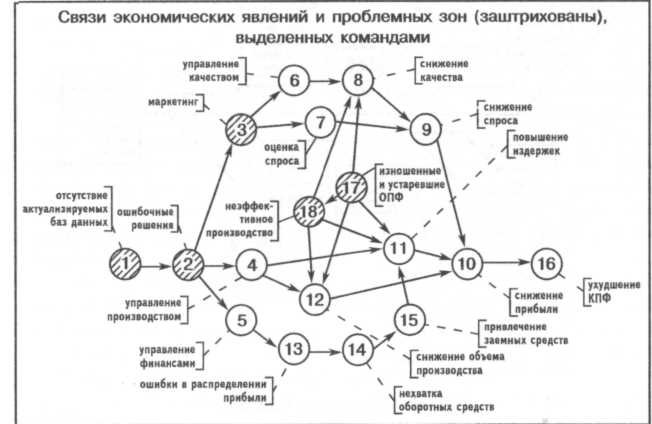 Связи экономических явлений и проблемных зон (заштрихованы),
выделенных командами
управление
качеством
6
8
снижение
качества
маркетинг
3
7
9
снижение
спроса
оценка
спроса
повышение
издержек
отсутствие
актуализируемых
баз данных
ошибочные
решения
неэффек-
тивное
производство
18
17
изношенные
и устаревшие
ОПФ
11
1
2
4
10
16
управление
производством
12
снижение
прибыли
ухудшение
КПФ
5
15
привлечение
заемных средств
управление
финансами
13
14
снижение объема
производства
ошибки в распределении
прибыли
нехватка
оборотных средств